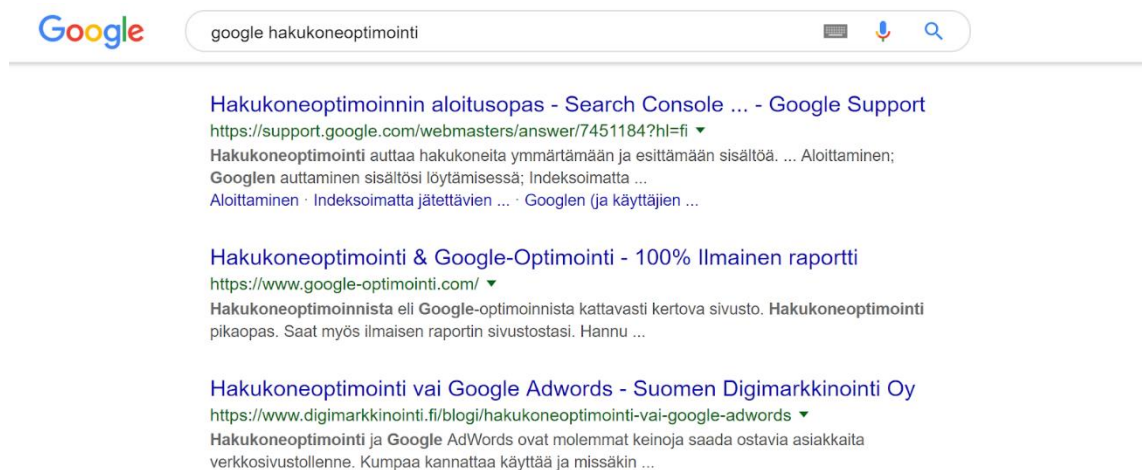 Google
google hakukoneoptimointi
Hakukoneoptimoinnin aloitusopas - Search Console ... - Google Support
https://support.google.com/webmasters/answer/7451184?hl=fi
Hakukoneoptimointi auttaa hakukoneita ymmärtämään ja esittämään sisältöä. ... Aloittaminen;
Googlen auttaminen sisältösi löytämisessä; Indeksoimatta ...
Aloittaminen · Indeksoimatta jätettävien ... · Googlen (ja käyttäjien ...
Hakukoneoptimointi & Google-Optimointi - 100% Ilmainen raportti
https://www.google-optimointi.com/
Hakukoneoptimoinnista eli Google-optimoinnista kattavasti kertova sivusto. Hakukoneoptimointi
pikaopas. Saat myös ilmaisen raportin sivustostasi. Hannu ...
Hakukoneoptimointi vai Google Adwords - Suomen Digimarkkinointi Oy
https://www.digimarkkinointi.fi/blogi/hakukoneoptimointi-vai-google-adwords
Hakukoneoptimointi ja Google AdWords ovat molemmat keinoja saada ostavia asiakkaita
verkkosivustollenne. Kumpaa kannattaa käyttää ja missäkin ...